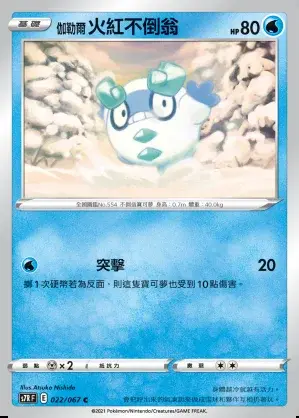 基礎 伽勒爾 火紅不倒翁 HP80
全國圖鑑No.554 不倒翁寶可夢 身高:0.7m 體重:40.0kg
突擊 20
擲1次硬幣若為反面,則這隻寶可夢也受到10點傷害。
弱點 ×2 抵抗力 撤退
Illus.Atsuko Nishida
S7R F E 022/067 C
©2021 Pokémon/Nintendo/Creatures/GAME FREAK.